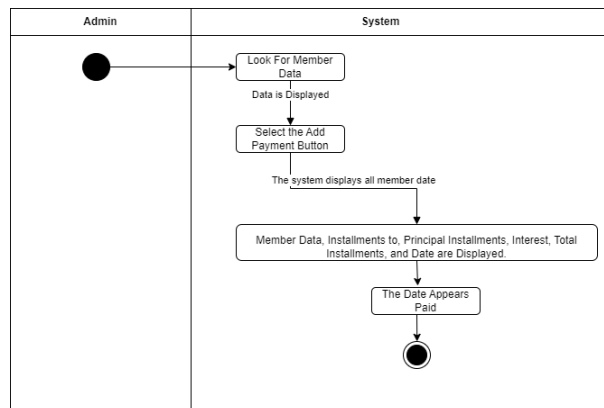 Admin
System
Look For Member
Data
Data is Displayed
Select the Add
Payment Button
The system displays all member date
Member Data, Installments to, Principal Installments, Interest, Total
Installments, and Date are Displayed.
The Date Appears
Paid